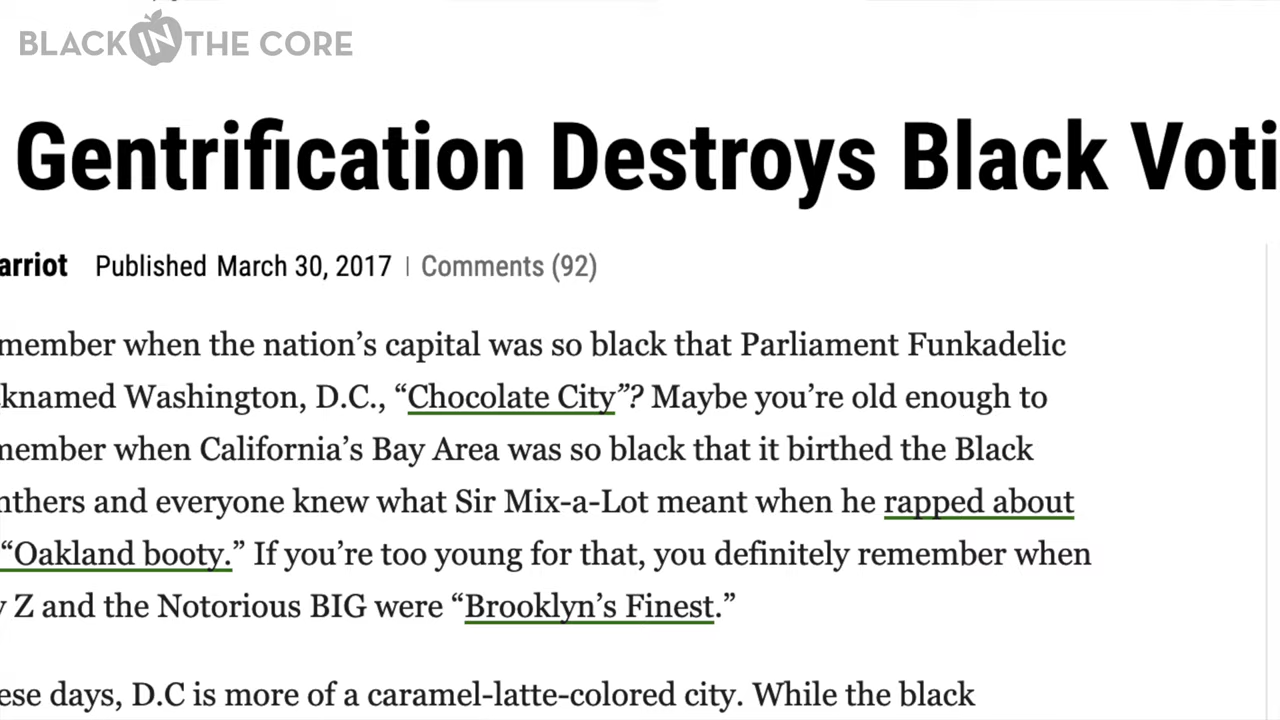 BLACK IN THE CORE
Gentrification Destroys Black Voti
arriot Published March 30, 2017 | Comments (92)
member when the nation’s capital was so black that Parliament Funkadelic
knamed Washington, D.C., “Chocolate City”? Maybe you’re old enough to
member when California’s Bay Area was so black that it birthed the Black
nthers and everyone knew what Sir Mix-a-Lot meant when he rapped about
“Oakland booty.” If you’re too young for that, you definitely remember when
y Z and the Notorious BIG were “Brooklyn’s Finest.”
ese days, D.C is more of a caramel-latte-colored city. While the black